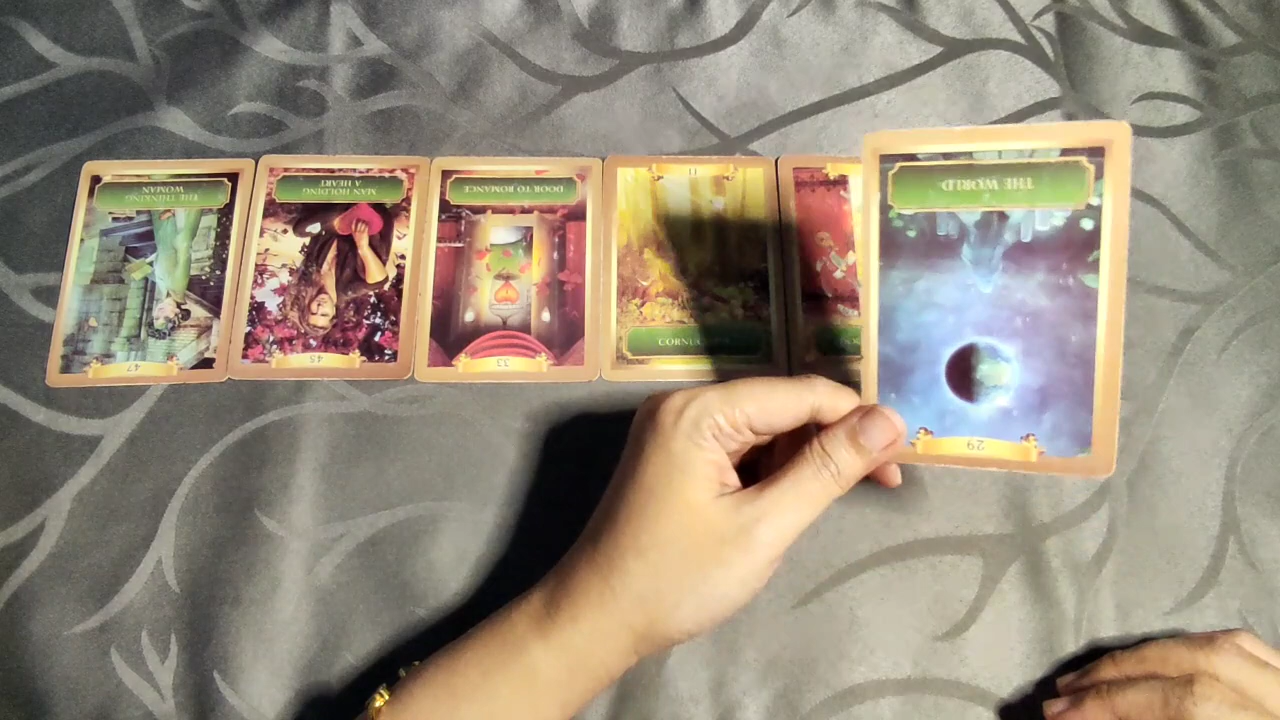 THE THINKING
WOMAN
47
MAN HOLDING
A HEART
45
DOOR TO ROMANCE
33
11
THE WORLD
29